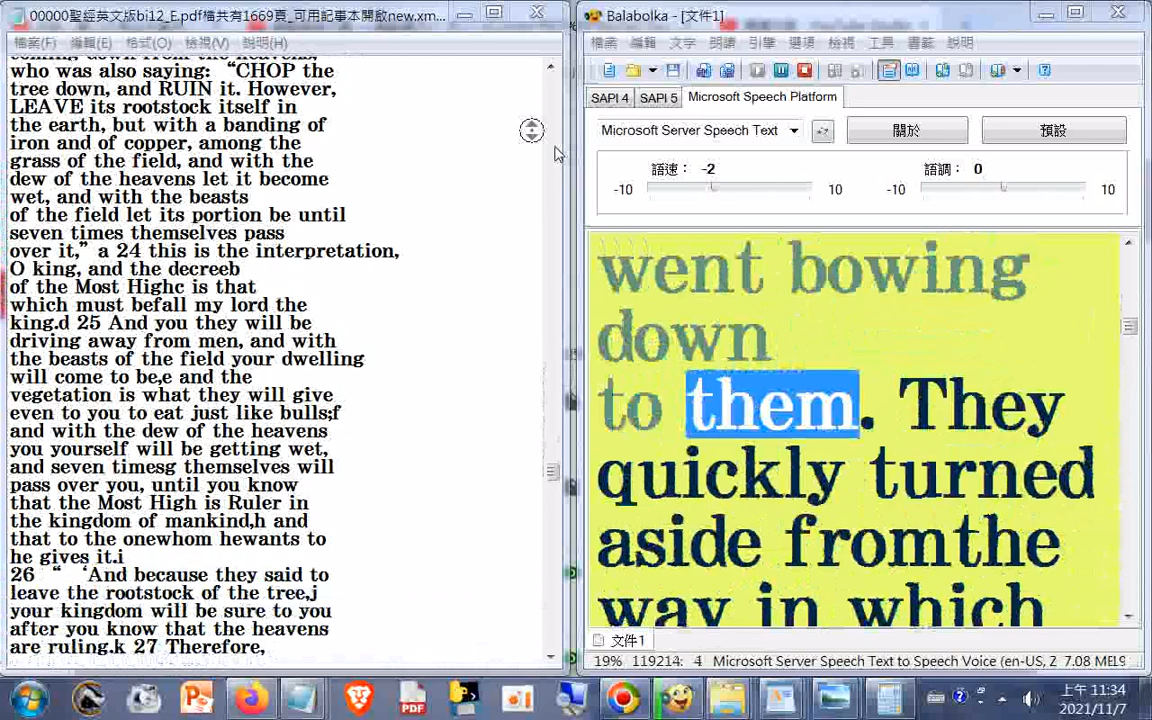 00000聖經英文版bi12_E.pdf檔共有1669頁_可用記事本開啟new.xm...
檔案(F) 編輯(E) 格式(O) 檢視(V) 說明(H)
who was also saying: “CHOP the
tree down, and RUIN it. However,
LEAVE its rootstock itself in
the earth, but with a banding of
iron and of copper, among the
grass of the field, and with the
dew of the heavens let it become
wet, and with the beasts
of the field let its portion be until
seven times themselves pass
over it,” a 24 this is the interpretation,
O king, and the decreeb
of the Most Highc is that
which must befall my lord the
king.d 25 And you they will be
driving away from men, and with
the beasts of the field your dwelling
will come to be,e and the
vegetation is what they will give
even to you to eat just like bulls;f
and with the dew of the heavens
you yourself will be getting wet,
and seven timesg themselves will
pass over you, until you know
that the Most High is Ruler in
the kingdom of mankind,h and
that to the onewhom hewants to
he gives it.i
26 “ ‘And because they said to
leave the rootstock of the tree,j
your kingdom will be sure to you
after you know that the heavens
are ruling.k 27 Therefore,
Balabolka - [文件1]
檔案 編輯 文字 朗讀 引擎 選項 檢視 工具 書籤 說明
SAPI 4 SAPI 5 Microsoft Speech Platform
Microsoft Server Speech Text 關於 預設
語速: -2 語調: 0
-10 10 -10 10
went bowing
down
to them. They
quickly turned
aside fromthe
way in which
文件1
19% 119214: 4 Microsoft Server Speech Text to Speech Voice (en-US, Z 7.08 МБ
PDF
上午 11:34
2021/11/7